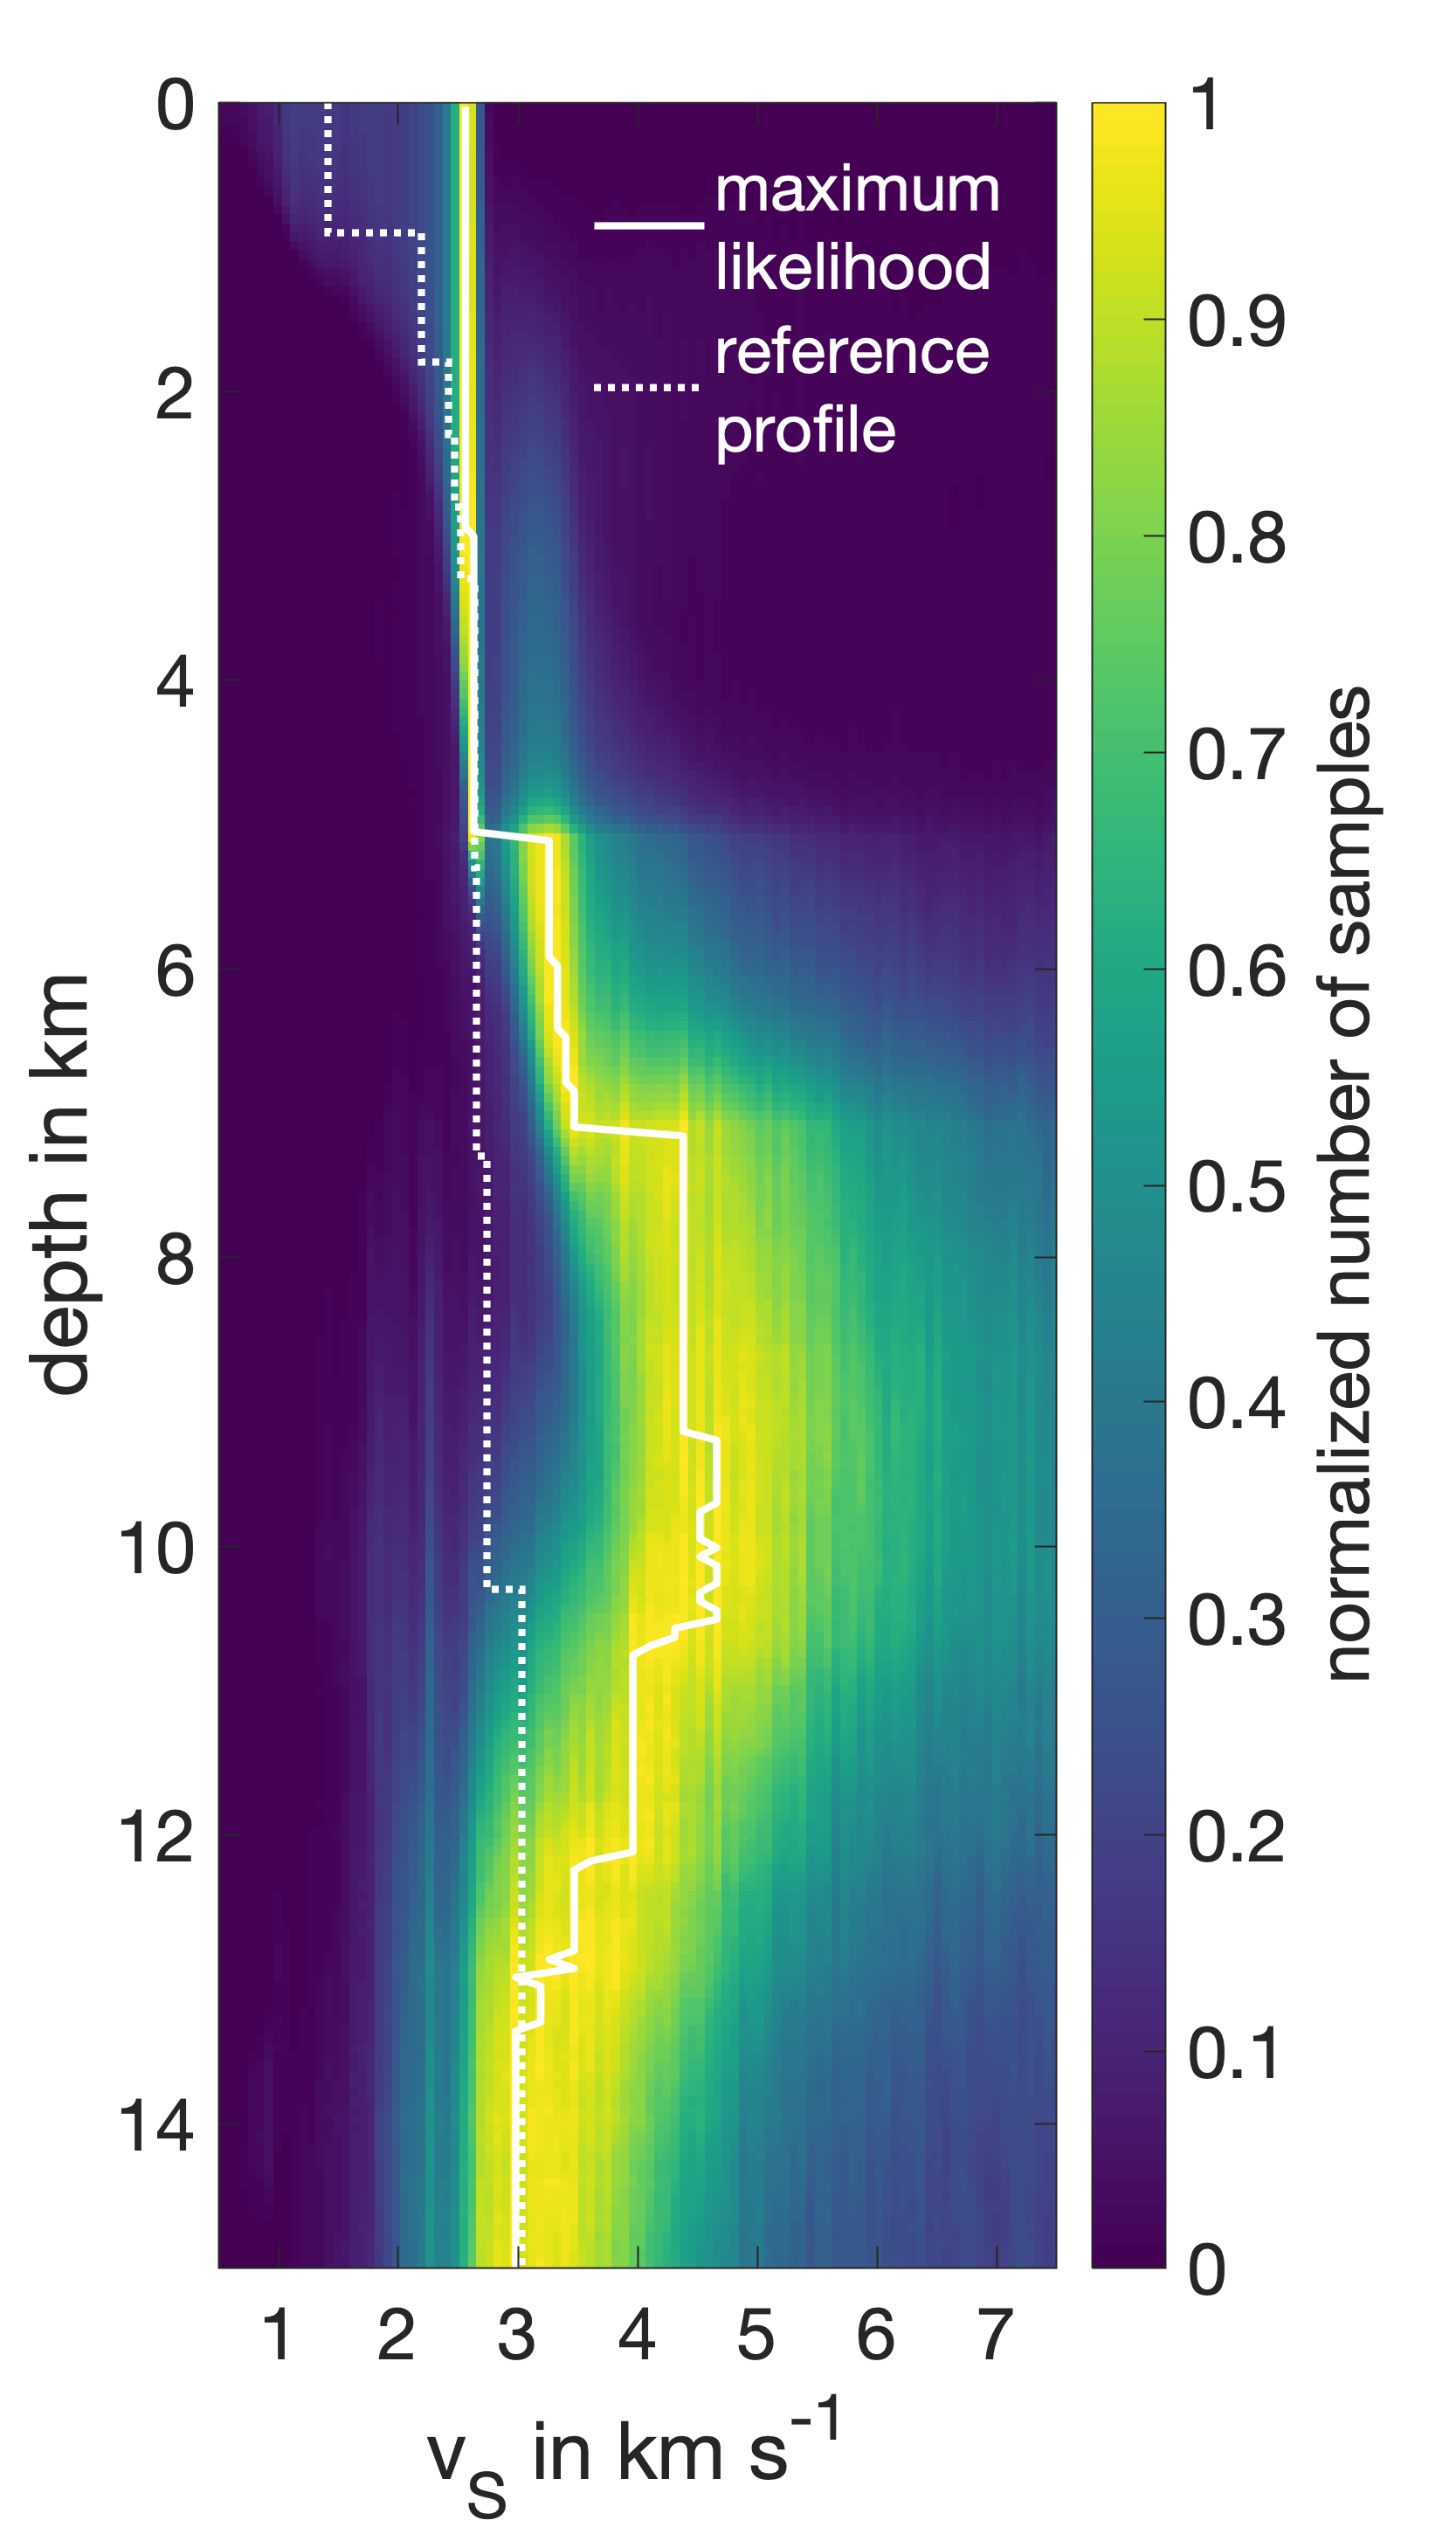 0
2
4
6
8
10
12
14
depth in km
1 2 3 4 5 6 7
vS in km s-1
maximum
likelihood
reference
profile
1
0.9
0.8
0.7
0.6
0.5
0.4
0.3
0.2
0.1
0
normalized number of samples